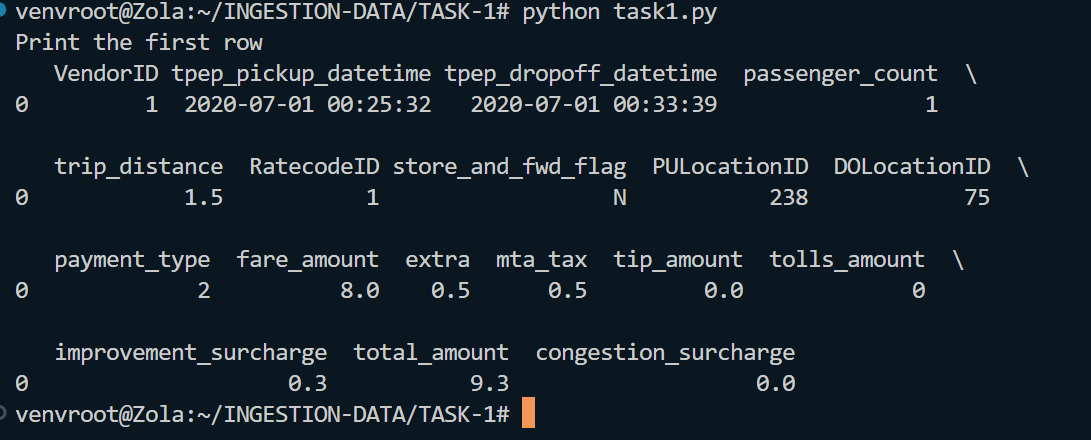 venvroot@Zola:~/INGESTION-DATA/TASK-1# python task1.py
Print the first row
   VendorID tpep_pickup_datetime tpep_dropoff_datetime  passenger_count  \
0         1  2020-07-01 00:25:32   2020-07-01 00:33:39                1
   trip_distance  RatecodeID store_and_fwd_flag  PULocationID  DOLocationID  \
0            1.5           1                  N           238            75
   payment_type  fare_amount  extra  mta_tax  tip_amount  tolls_amount  \
0             2          8.0    0.5      0.5         0.0             0
   improvement_surcharge  total_amount  congestion_surcharge
0                    0.3           9.3                   0.0
venvroot@Zola:~/INGESTION-DATA/TASK-1#